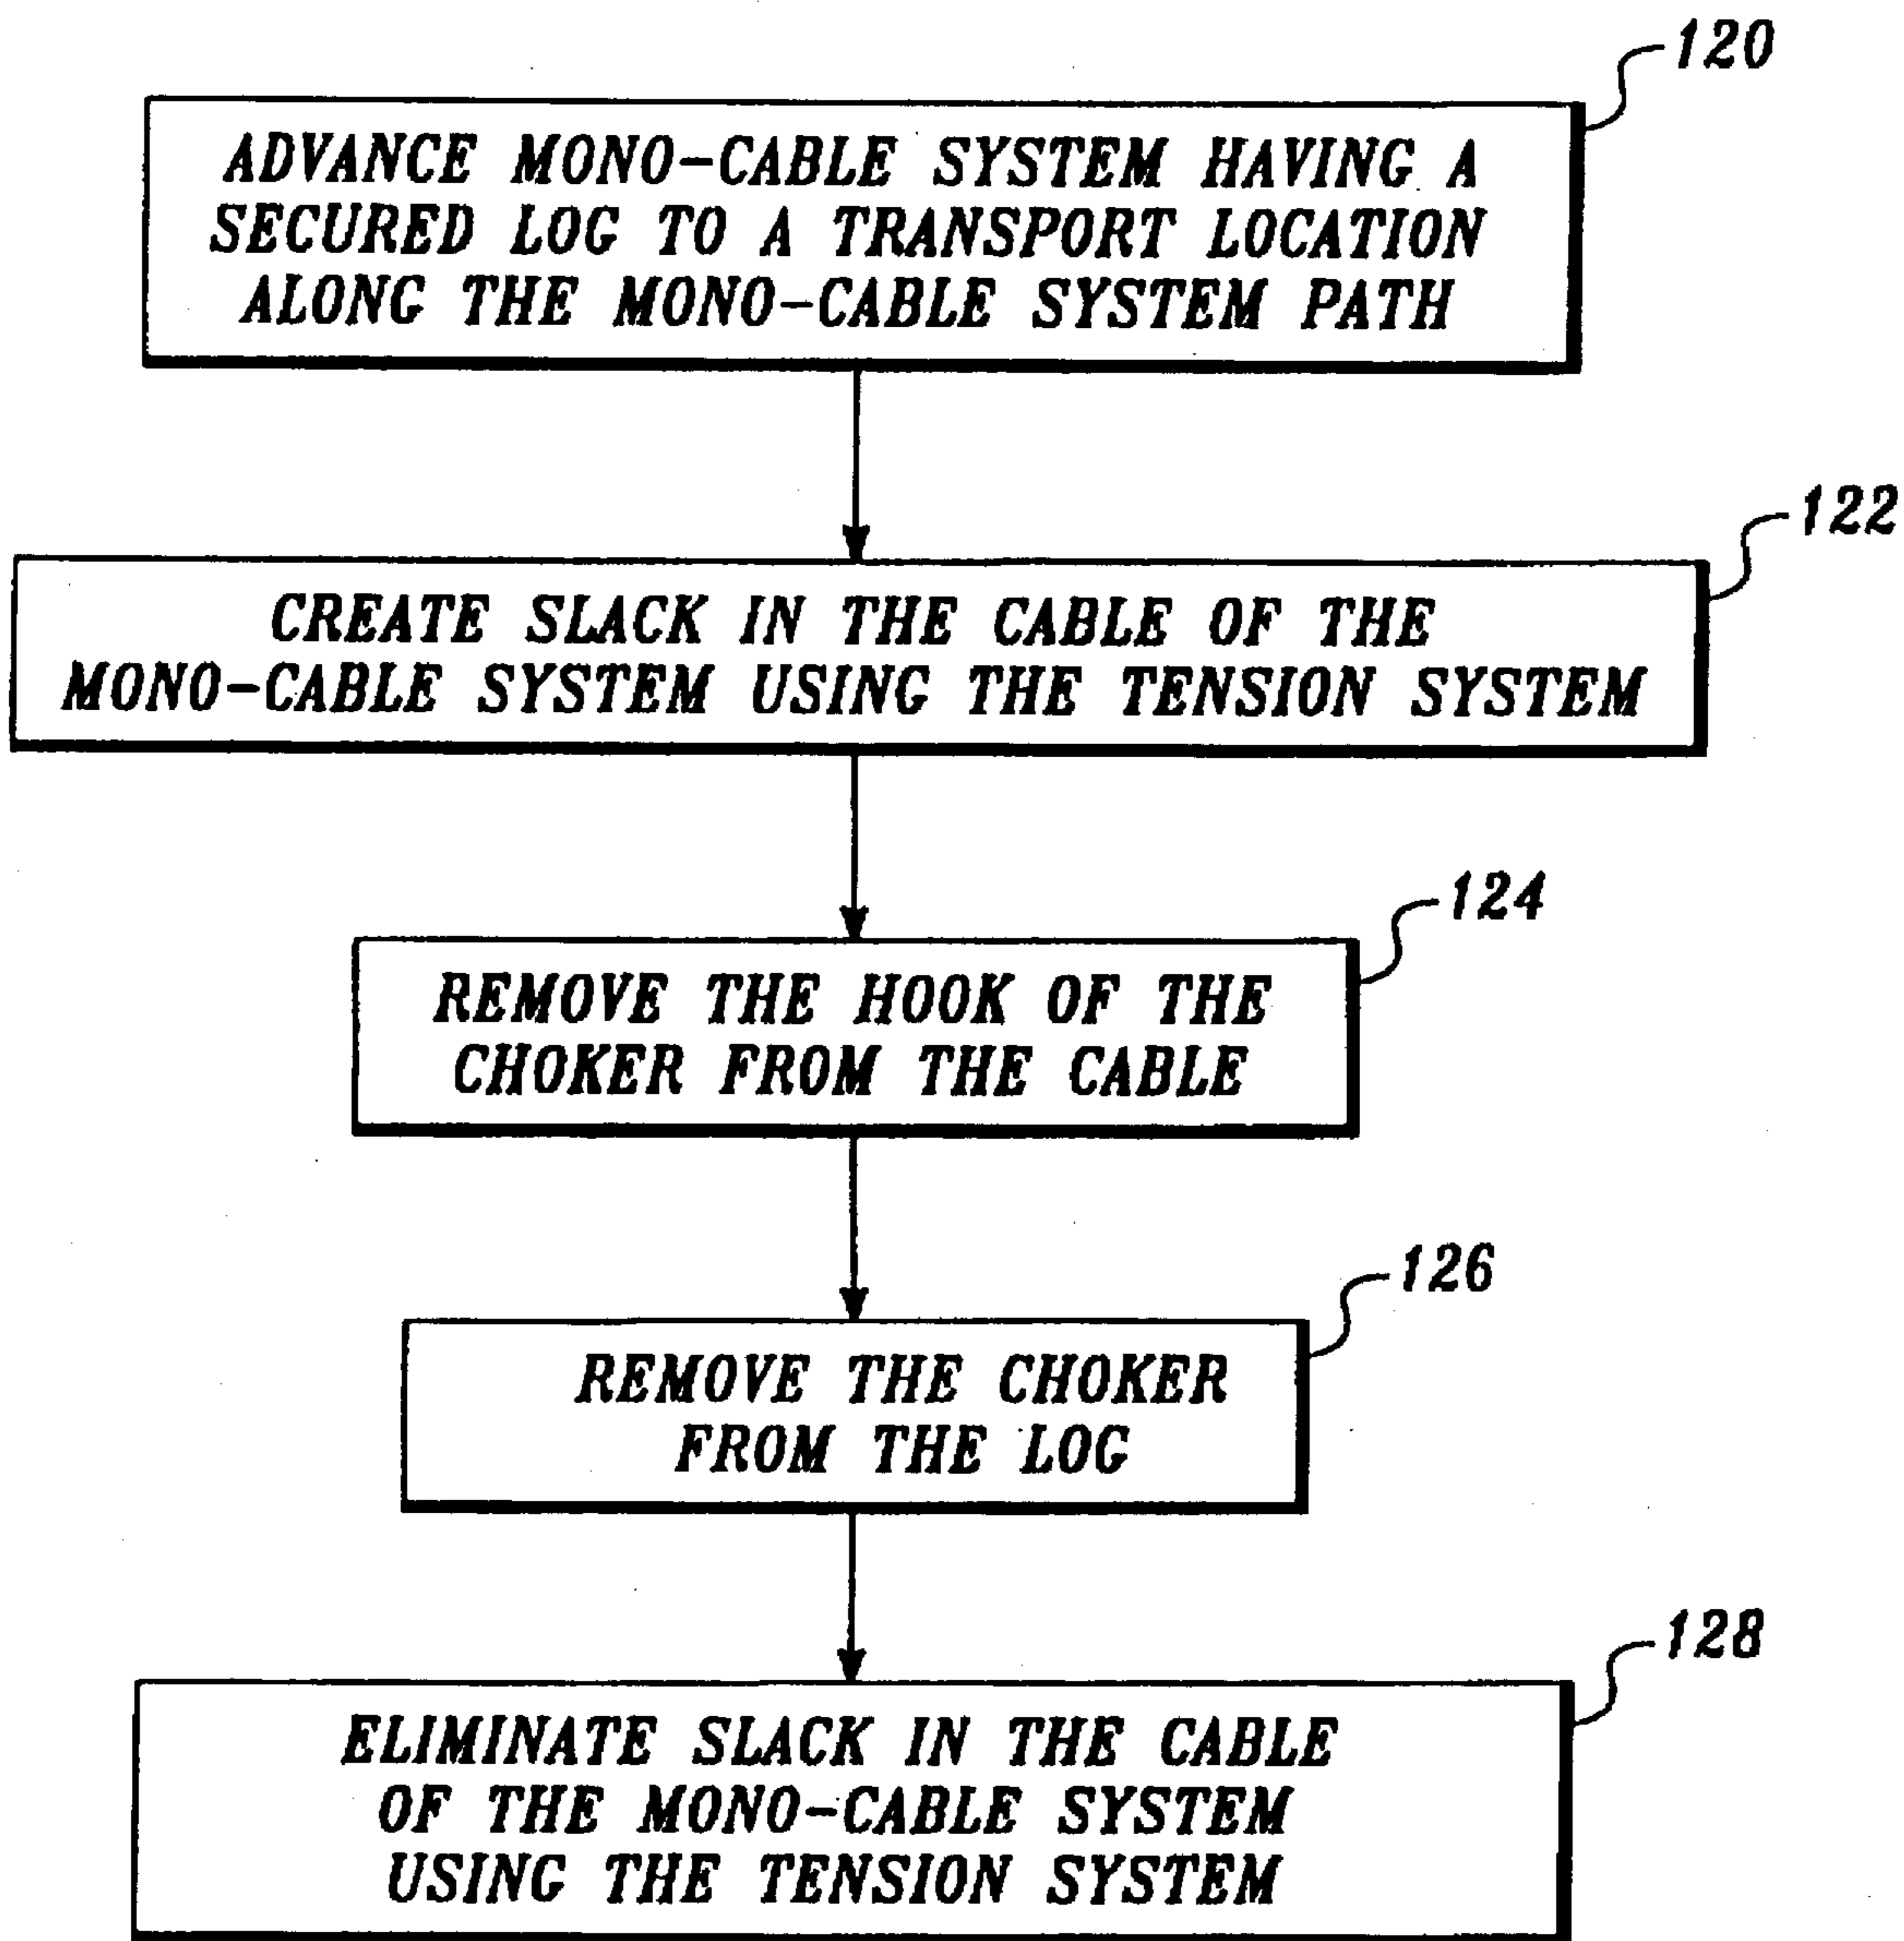 120
ADVANCE MONO-CABLE SYSTEM HAVING A
SECURED LOG TO A TRANSPORT LOCATION
ALONG THE MONO-CABLE SYSTEM PATH
122
CREATE SLACK IN THE CABLE OF THE
MONO-CABLE SYSTEM USING THE TENSION SYSTEM
124
REMOVE THE HOOK OF THE
CHOKER FROM THE CABLE
126
REMOVE THE CHOKER
FROM THE LOG
128
ELIMINATE SLACK IN THE CABLE
OF THE MONO-CABLE SYSTEM
USING THE TENSION SYSTEM